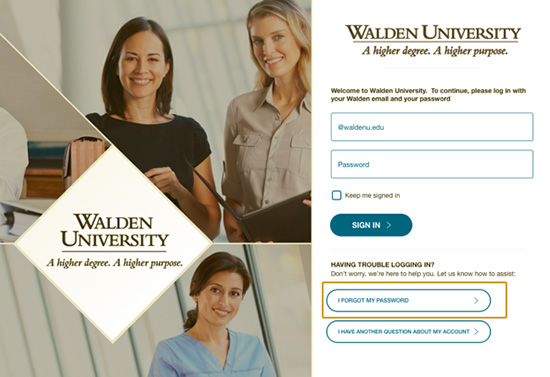 WALDEN
UNIVERSITY
A higher degree. A higher purpose.
WALDEN UNIVERSITY
A higher degree. A higher purpose.
Welcome to Walden University. To continue, please log in with
your Walden email and your password
@waldenu.edu
Password
Keep me signed in
SIGN IN
HAVING TROUBLE LOGGING IN?
Don't worry, we're here to help you. Let us know how to assist:
I FORGOT MY PASSWORD
I HAVE ANOTHER QUESTION ABOUT MY ACCOUNT